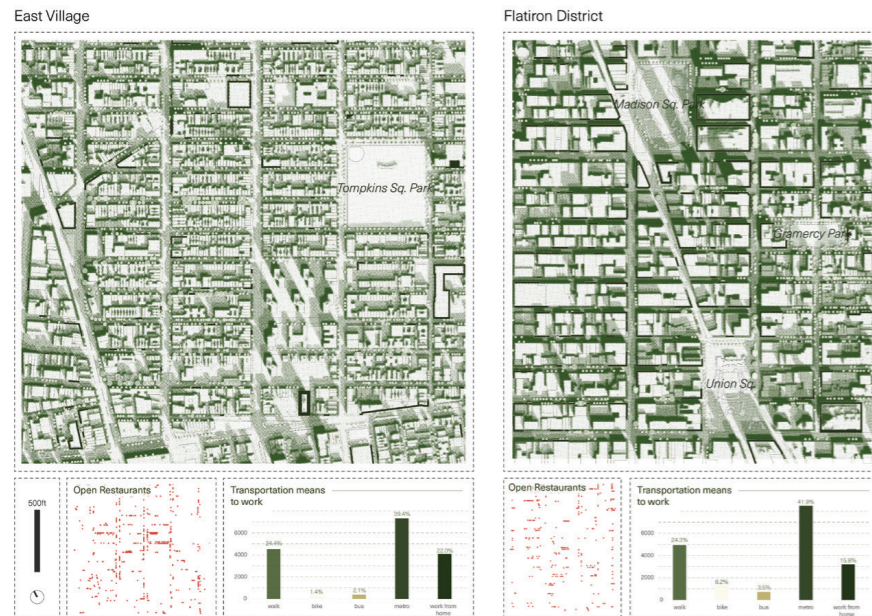 East Village
Flatiron District
Madison Sq. Park
Tompkins Sq. Park
Gramercy Park
Union Sq.
500ft
Open Restaurants
Transportation means
to work
6000
4000
2000
0
24.4%
1.4%
2.1%
39.4%
22.0%
walk
bike
bus
metro
work from
home
Open Restaurants
Transportation means
to work
6000
4000
2000
0
24.3%
6.2%
3.5%
41.9%
15.8%
walk
bike
bus
metro
work from
home